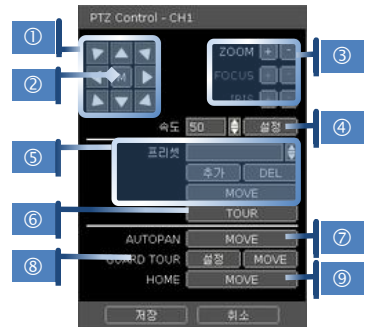 PTZ Control - CH1
①
②
M
ZOOM + -
③
FOCUS + -
IRIS + -
속도 50 설정
④
⑤
프리셋
추가 DEL
MOVE
⑥
TOUR
AUTOPAN MOVE
⑦
⑧
GUARD TOUR 설정 MOVE
HOME MOVE
⑨
저장 취소